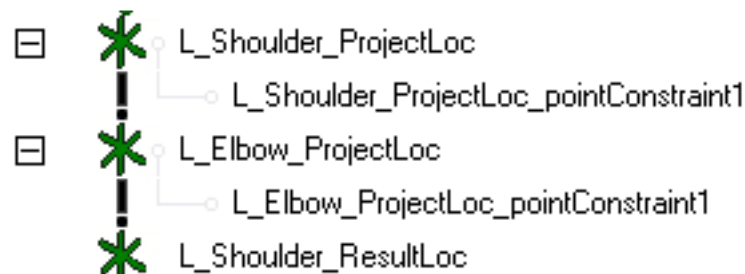 L_Shoulder_ProjectLoc
L_Shoulder_ProjectLoc_pointConstraint1
L_Elbow_ProjectLoc
L_Elbow_ProjectLoc_pointConstraint1
L_Shoulder_ResultLoc